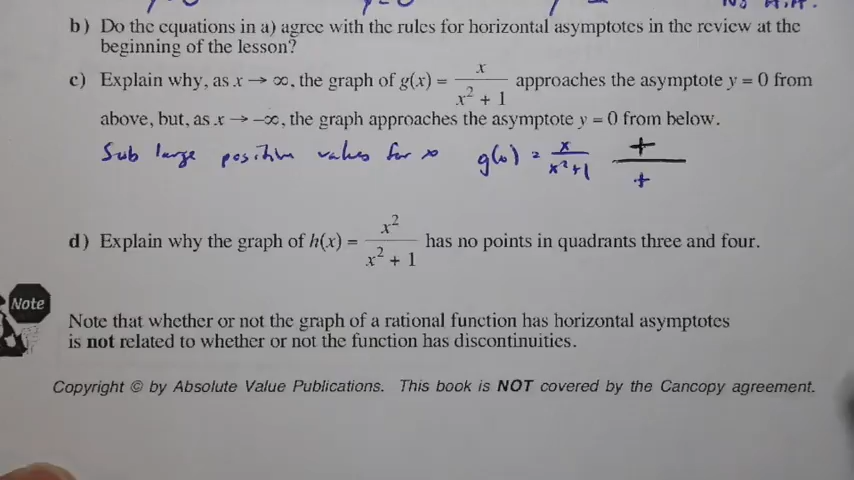 b) Do the equations in a) agree with the rules for horizontal asymptotes in the review at the
beginning of the lesson?
c) Explain why, as x → ∞, the graph of g(x) = x / (x² + 1) approaches the asymptote y = 0 from
above, but, as x → −∞, the graph approaches the asymptote y = 0 from below.
Sub large positive values for x g(x) = x / (x² + 1) + / +
d) Explain why the graph of h(x) = x² / (x² + 1) has no points in quadrants three and four.
Note
Note that whether or not the graph of a rational function has horizontal asymptotes
is not related to whether or not the function has discontinuities.
Copyright © by Absolute Value Publications. This book is NOT covered by the Cancopy agreement.